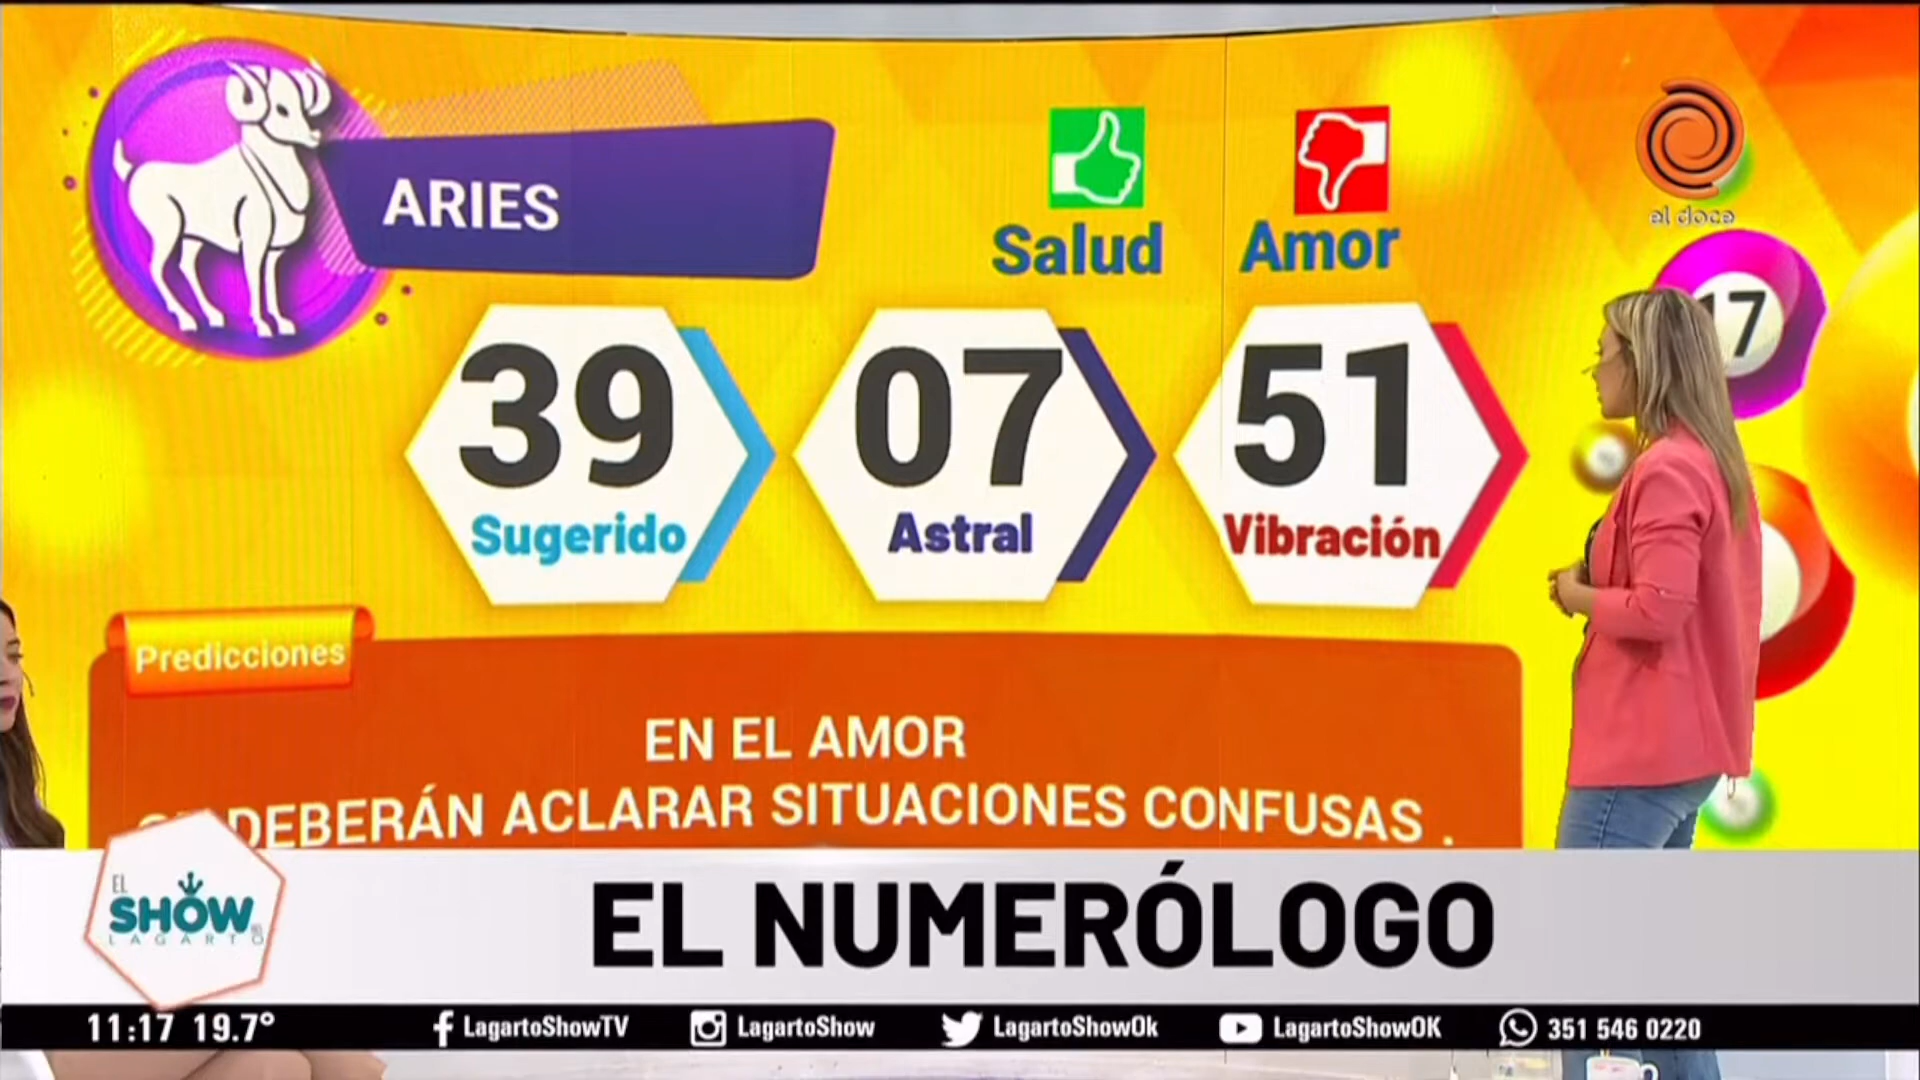 ARIES
Salud
Amor
el doce
17
39
Sugerido
07
Astral
51
Vibración
Predicciones
EN EL AMOR
DEBERÁN ACLARAR SITUACIONES CONFUSAS .
EL
SHOW
LAGARTO
EL NUMERÓLOGO
11:17 19.7°
LagartoShowTV
LagartoShow
LagartoShowOk
LagartoShowOK
351 546 0220